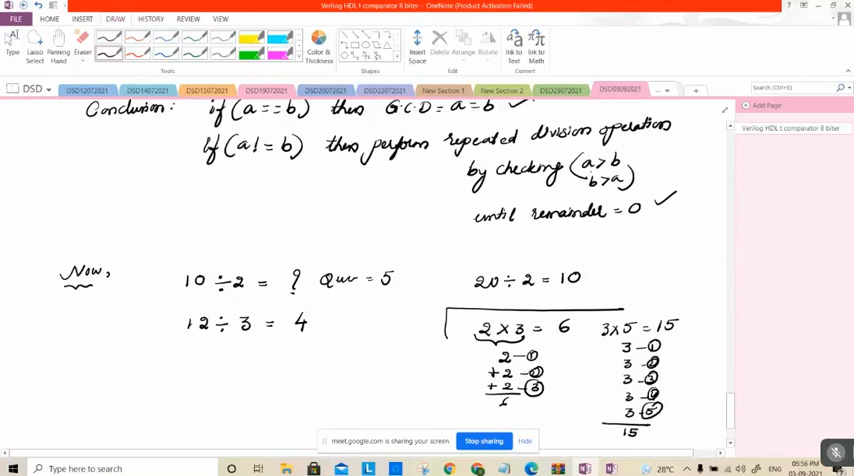 Verilog HDL t comparator 8 biter - OneNote (Product Activation Failed)
FILE HOME INSERT DRAW HISTORY REVIEW VIEW
Type Lasso Select Panning Hand Eraser
Color & Thickness
Insert Space Delete Arrange Rotate
Ink to Text Ink to Math
Tools Shapes Edit Convert
DSD DSD12072021 DSD14072021 DSD15072021 DSD19072021 DSD20072021 DSD22072021 New Section 1 New Section 2 DSD23072021 DSD03092021 ... +
Search (Ctrl+E)
Add Page
Verilog HDL t comparator 8 biter
Conclusion: if (a==b) then G.C.D = a = b ✓
if (a! = b) then perform repeated division operations
by checking (a>b
b>a)
until remainder = 0 ✓
Now,
10 ÷ 2 = ? Quo = 5
20 ÷ 2 = 10
12 ÷ 3 = 4
2 × 3 = 6
3×5 = 15
2 - 1
+2 - 2
+2 - 3
6
3 - 1
3 - 2
3 - 3
3 - 4
3 - 5
15
meet.google.com is sharing your screen. Stop sharing Hide
Type here to search
28°C
ENG
05:56 PM
03-09-2021